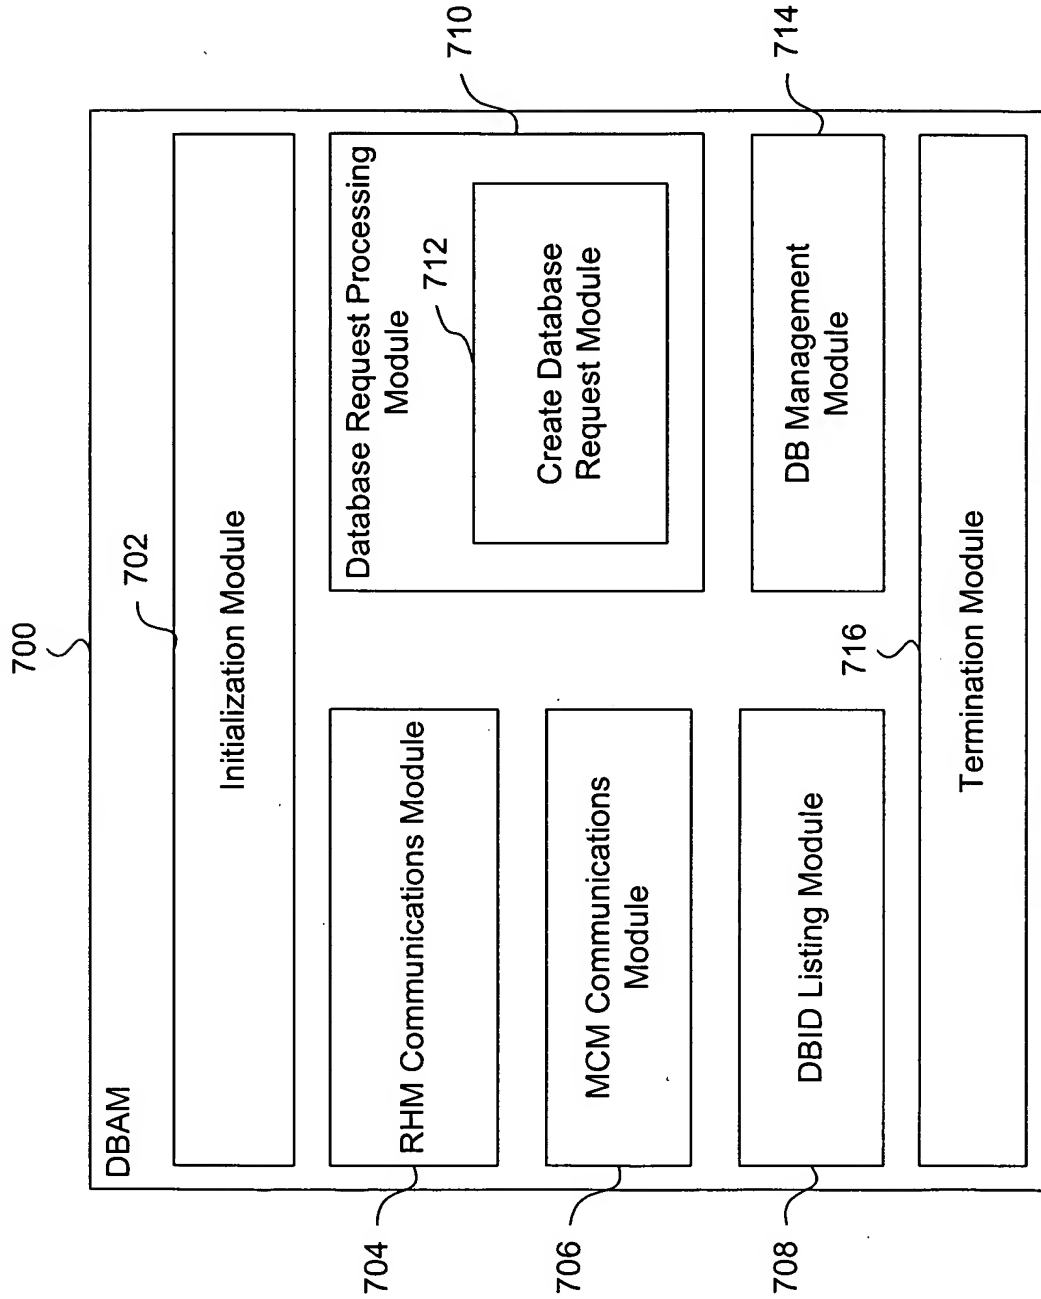 700
DBAM
702
Initialization Module
704
RHM Communications Module
706
MCM Communications
Module
708
DBID Listing Module
710
Database Request Processing
Module
712
Create Database
Request Module
714
DB Management
Module
716
Termination Module